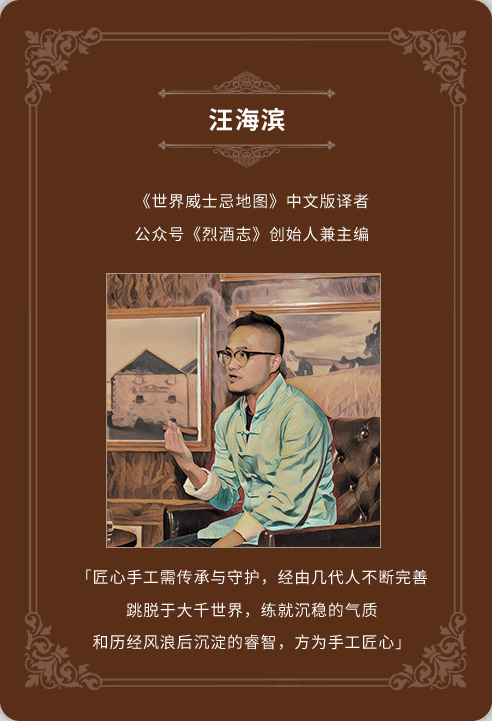 汪海滨
《世界威士忌地图》中文版译者
公众号《烈酒志》创始人兼主编
「匠心手工需传承与守护，经由几代人不断完善
跳脱于大千世界，练就沉稳的气质
和历经风浪后沉淀的睿智，方为手工匠心」